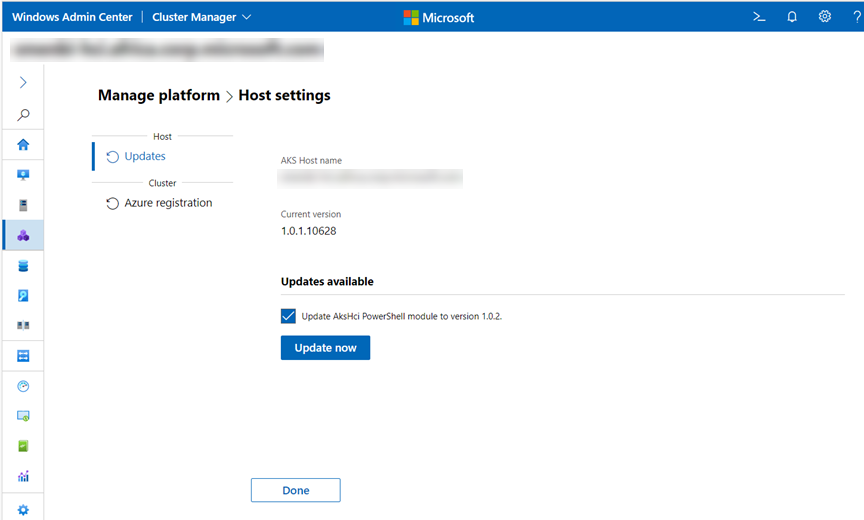 Windows Admin Center | Cluster Manager
Microsoft
Manage platform > Host settings
Host
Updates
Cluster
Azure registration
AKS Host name
Current version
1.0.1.10628
Updates available
Update AksHci PowerShell module to version 1.0.2.
Update now
Done